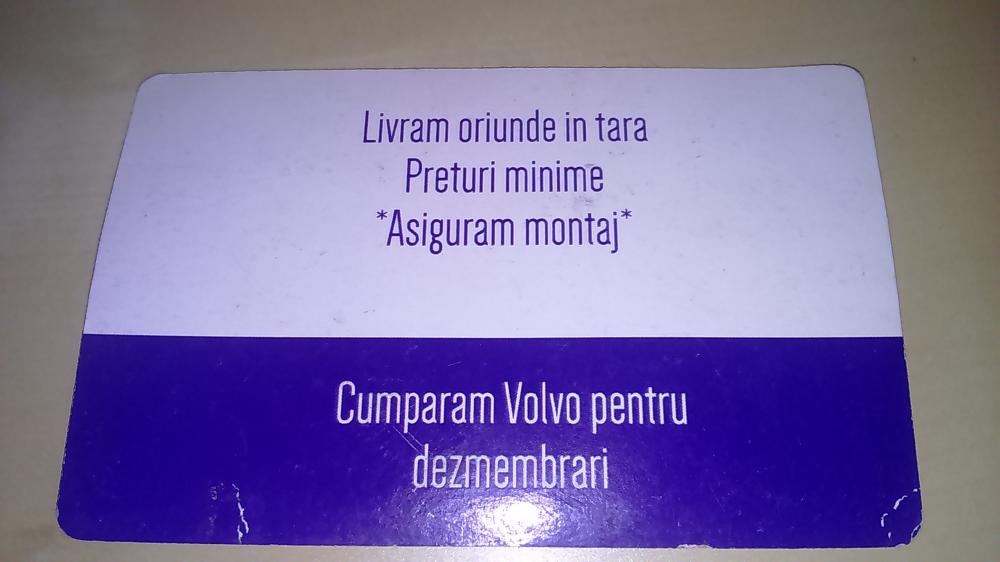 Livram oriunde in tara
Preturi minime
*Asiguram montaj*
Cumparam Volvo pentru
dezmembrari